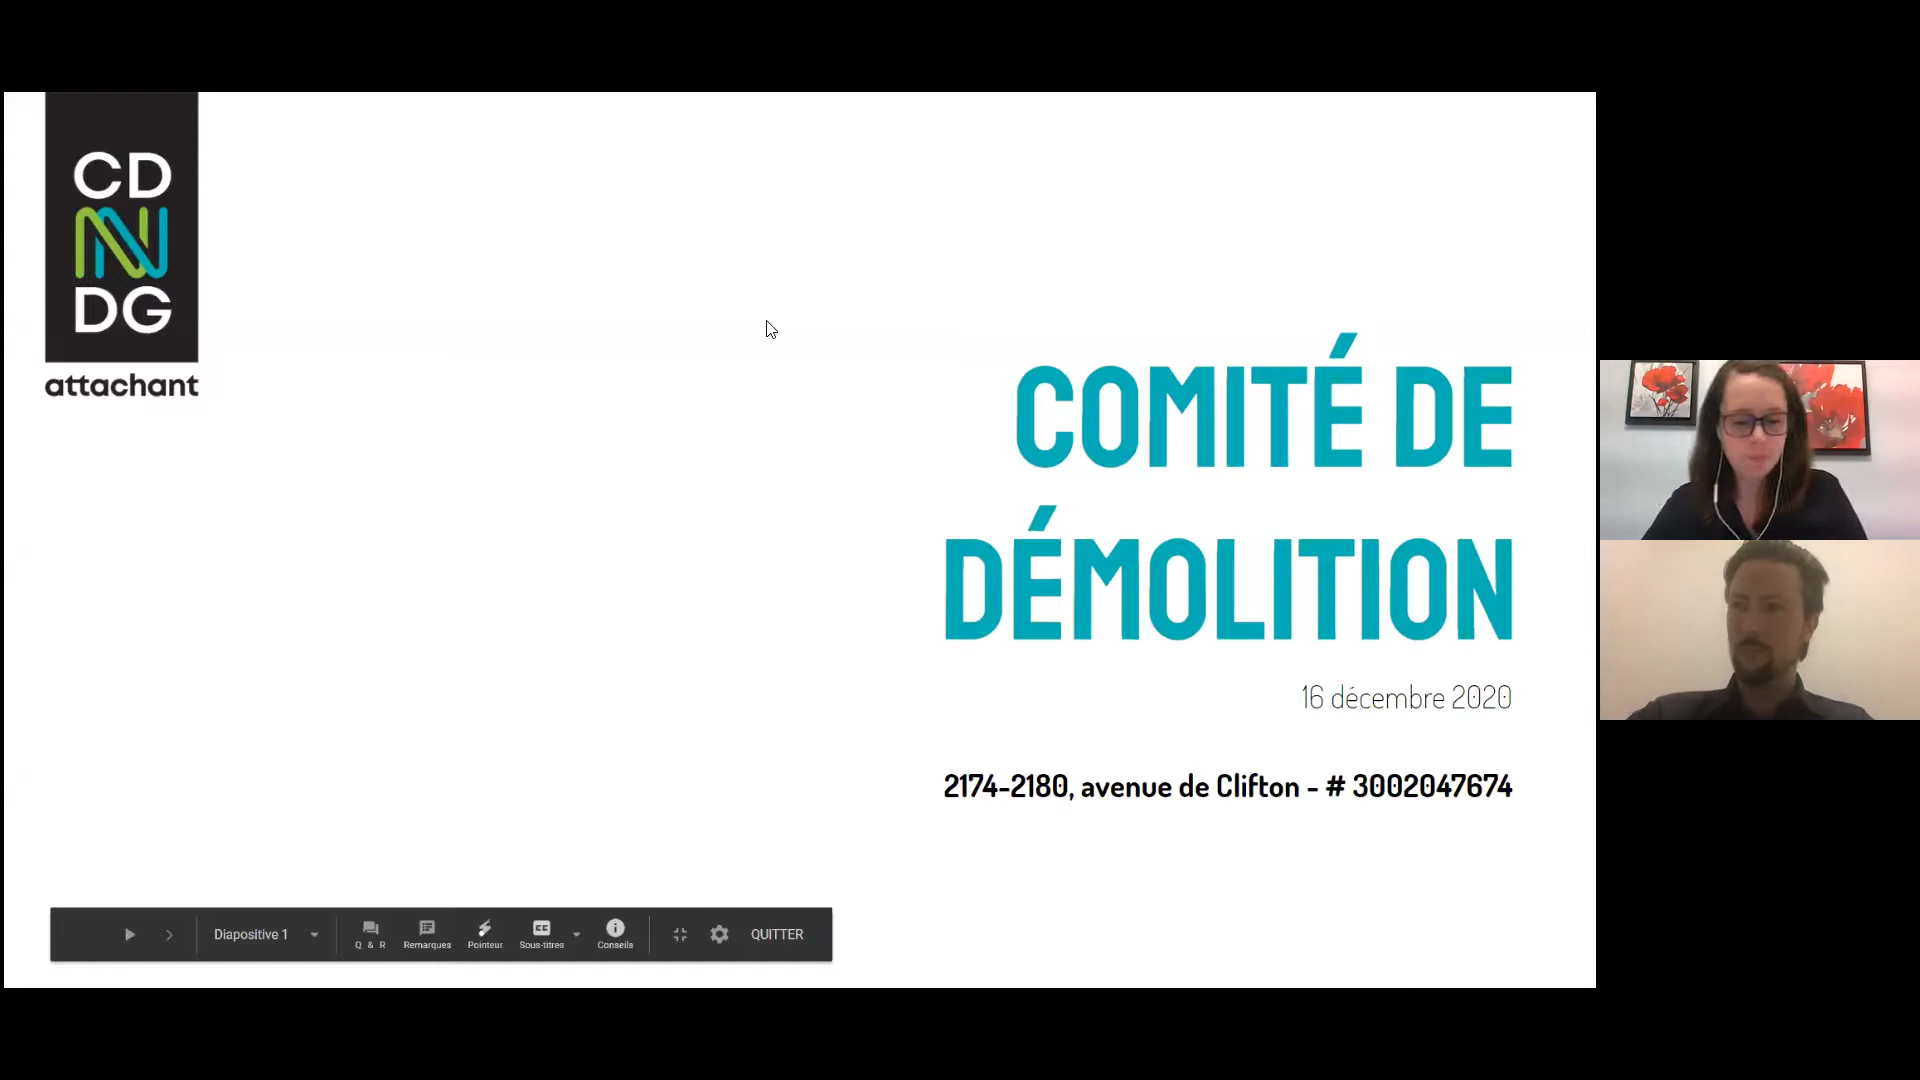 CD
N
DG
attachant
COMITÉ DE
DÉMOLITION
16 décembre 2020
2174-2180, avenue de Clifton - # 3002047674
Diapositive 1
Q & R
Remarques
Pointeur
CC
Sous-titres
Conseils
QUITTER